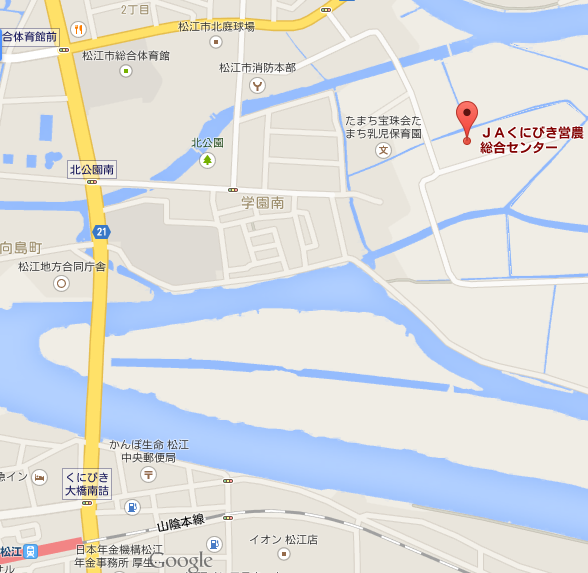 2丁目
松江市北庭球場
合体育館前
松江市総合体育館
松江市消防本部
たまち宝珠会た
まち乳児保育園
JAくにびき営農
総合センター
北公園
北公園南
学園南
21
向島町
松江地方合同庁舎
かんぽ生命 松江
中央郵便局
くにびき
大橋南詰
急イン
山陰本線
イオン 松江店
松江
日本年金機構松江
年金事務所 厚生
Google